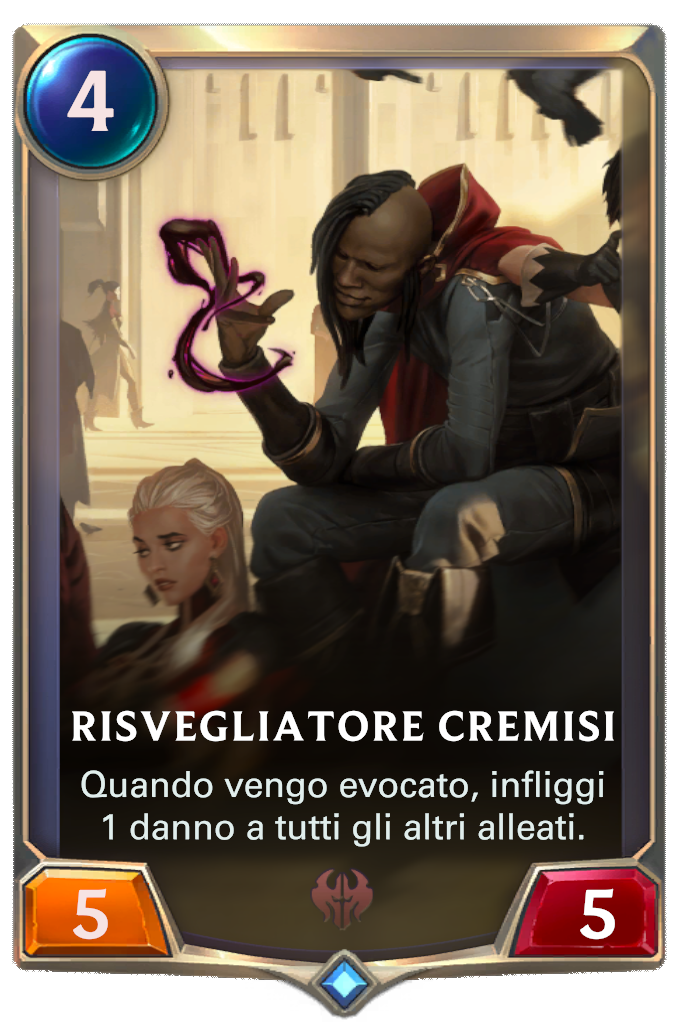 4
RISVEGLIATORE CREMISI
Quando vengo evocato, infliggi
1 danno a tutti gli altri alleati.
5
5